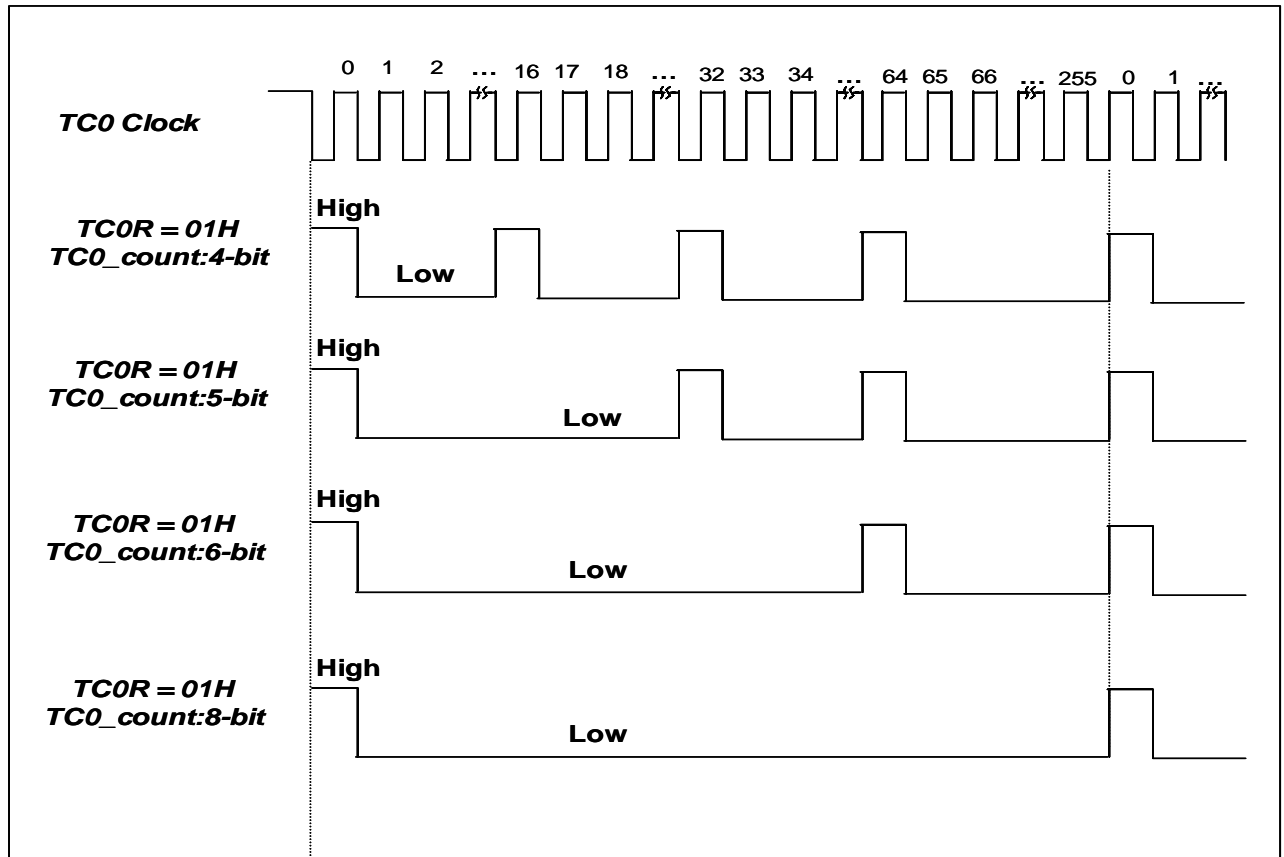 0 1 2 ... 16 17 18 ... 32 33 34 ... 64 65 66 ... 255 0 1 ...
TC0 Clock
High
TC0R = 01H
TC0_count:4-bit
Low
High
TC0R = 01H
TC0_count:5-bit
Low
High
TC0R = 01H
TC0_count:6-bit
Low
High
TC0R = 01H
TC0_count:8-bit
Low